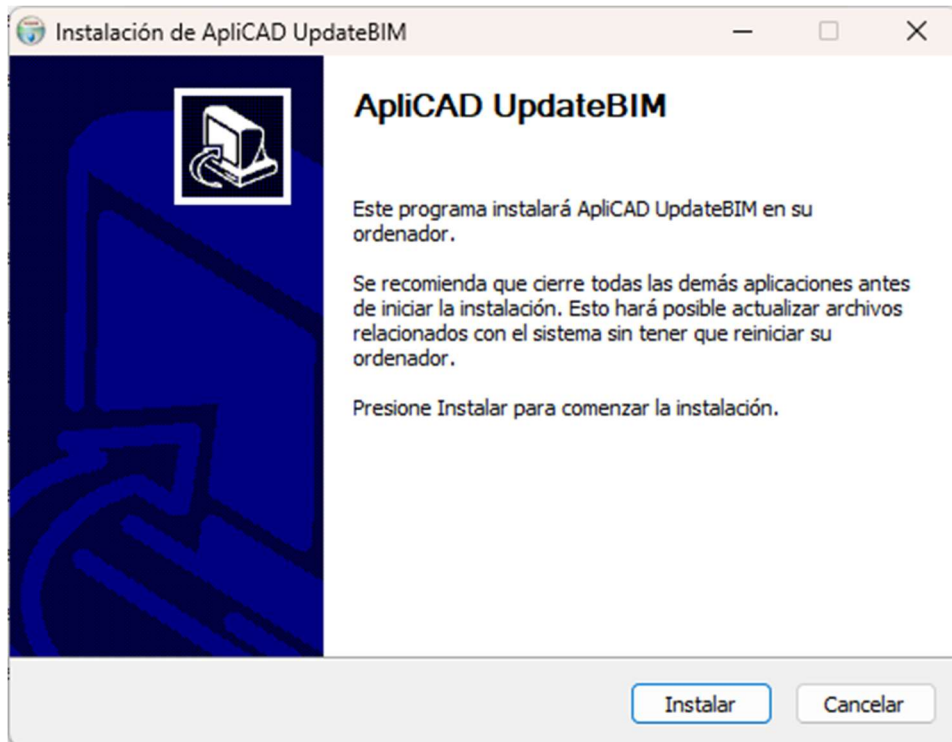 Instalación de ApliCAD UpdateBIM
ApliCAD UpdateBIM
Este programa instalará ApliCAD UpdateBIM en su
ordenador.
Se recomienda que cierre todas las demás aplicaciones antes
de iniciar la instalación. Esto hará posible actualizar archivos
relacionados con el sistema sin tener que reiniciar su
ordenador.
Presione Instalar para comenzar la instalación.
Instalar
Cancelar